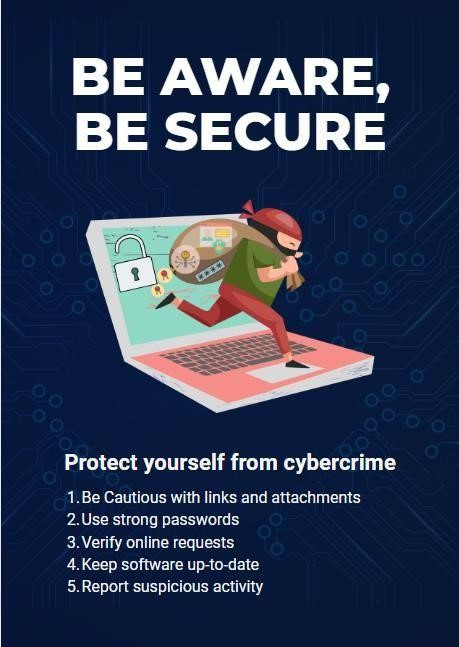 BE AWARE,
BE SECURE
Protect yourself from cybercrime
1. Be Cautious with links and attachments
2. Use strong passwords
3. Verify online requests
4. Keep software up-to-date
5. Report suspicious activity